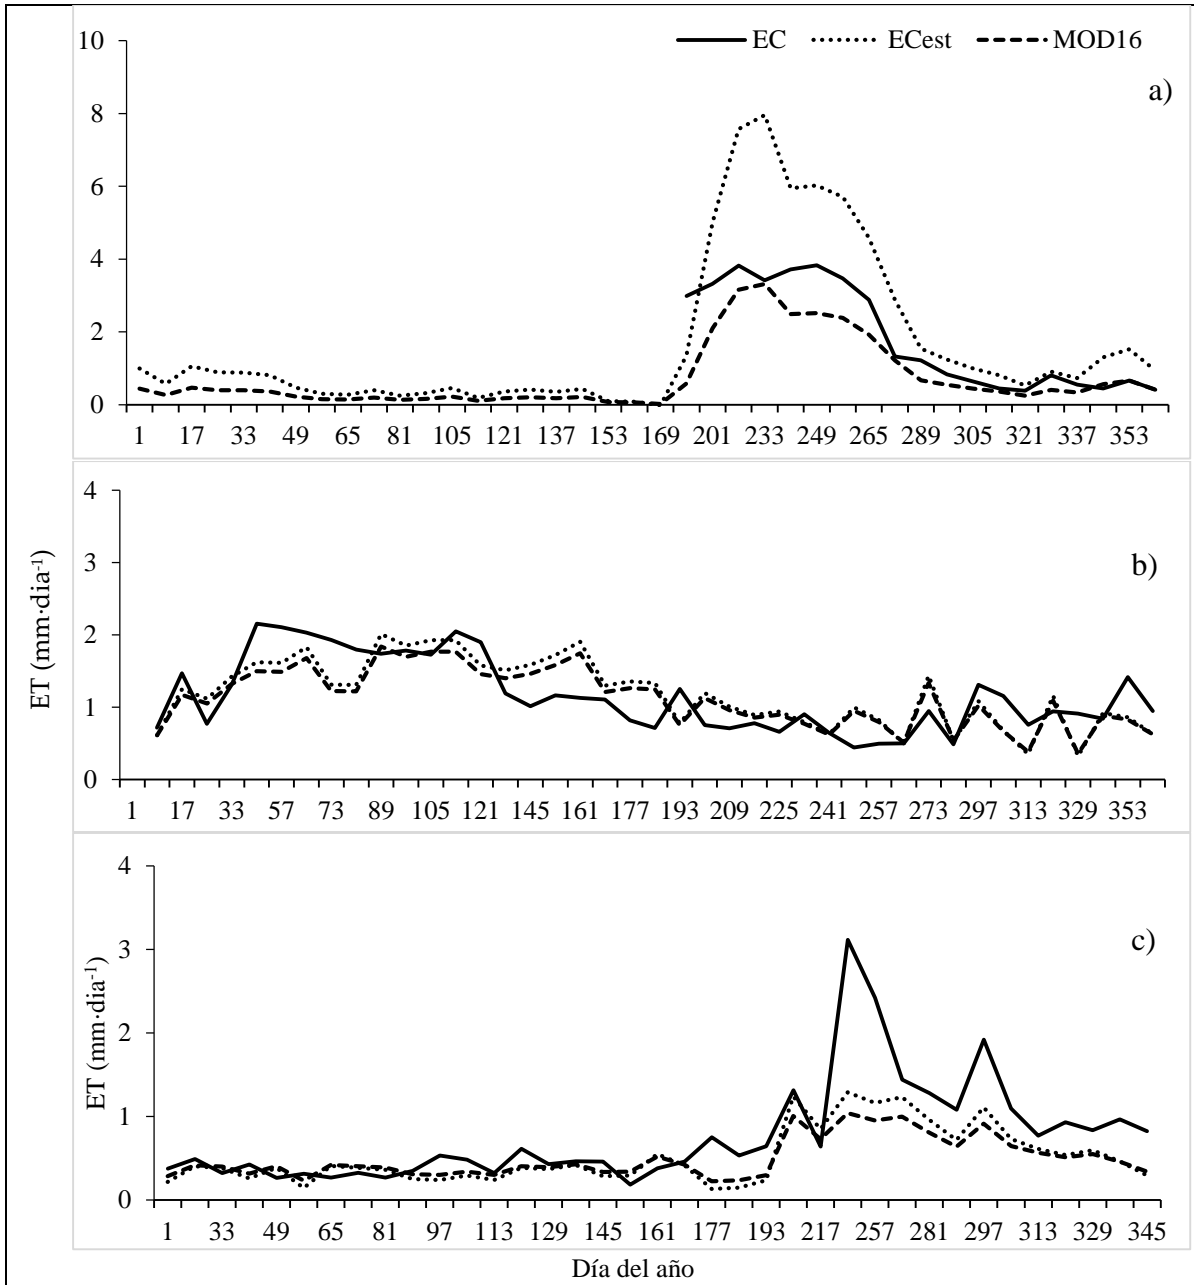 EC ECest MOD16
a)
10
8
6
4
2
0
1 17 33 49 65 81 105 121 137 153 169 201 233 249 265 289 305 321 337 353
b)
4
3
2
1
0
1 17 33 57 73 89 105 121 145 161 177 193 209 225 241 257 273 297 313 329 353
ET (mm·dia⁻¹)
c)
4
3
2
1
0
1 33 49 65 81 97 113 129 145 161 177 193 217 257 281 297 313 329 345
ET (mm·dia⁻¹)
Día del año